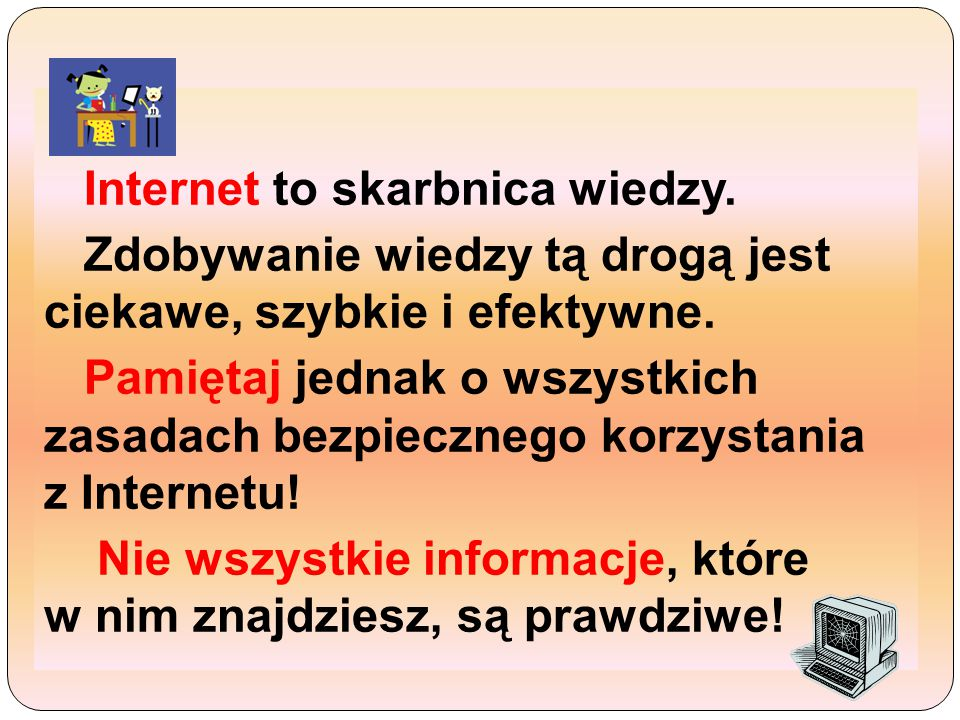 Internet to skarbnica wiedzy.
Zdobywanie wiedzy tą drogą jest
ciekawe, szybkie i efektywne.
Pamiętaj jednak o wszystkich
zasadach bezpiecznego korzystania
z Internetu!
Nie wszystkie informacje, które
w nim znajdziesz, są prawdziwe!